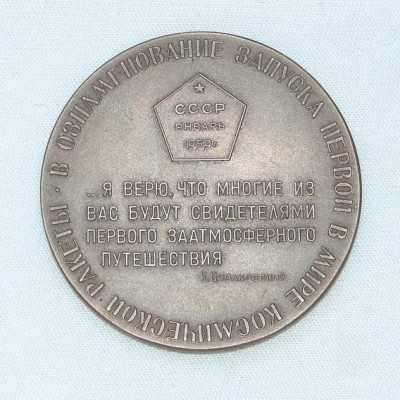 В ОЗНАМЕНОВАНИЕ ЗАПУСКА ПЕРВОЙ В МИРЕ КОСМИЧЕСКОЙ РАКЕТЫ ·
СССР
ЯНВАРЬ
1959 г.
...Я ВЕРЮ, ЧТО МНОГИЕ ИЗ
ВАС БУДУТ СВИДЕТЕЛЯМИ
ПЕРВОГО ЗААТМОСФЕРНОГО
ПУТЕШЕСТВИЯ
К. Циолковский